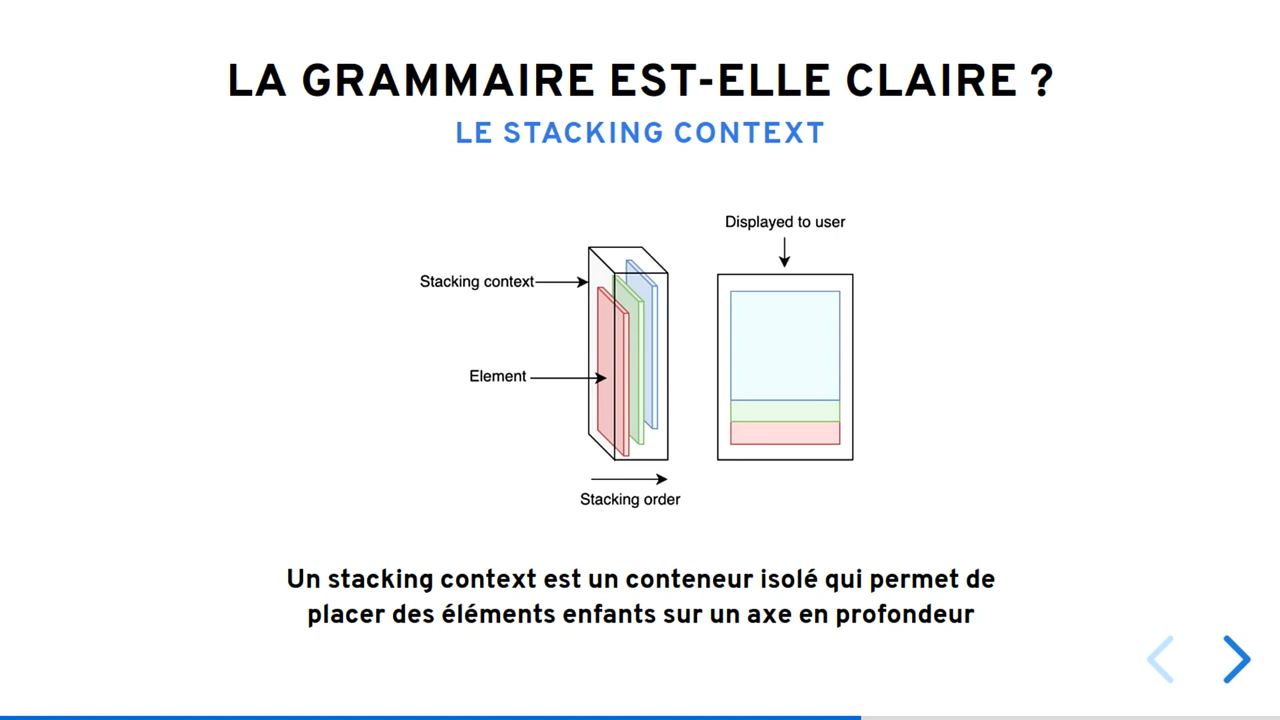 LA GRAMMAIRE EST-ELLE CLAIRE ?
LE STACKING CONTEXT
Displayed to user
Stacking context
Element
Stacking order
Un stacking context est un conteneur isolé qui permet de
placer des éléments enfants sur un axe en profondeur